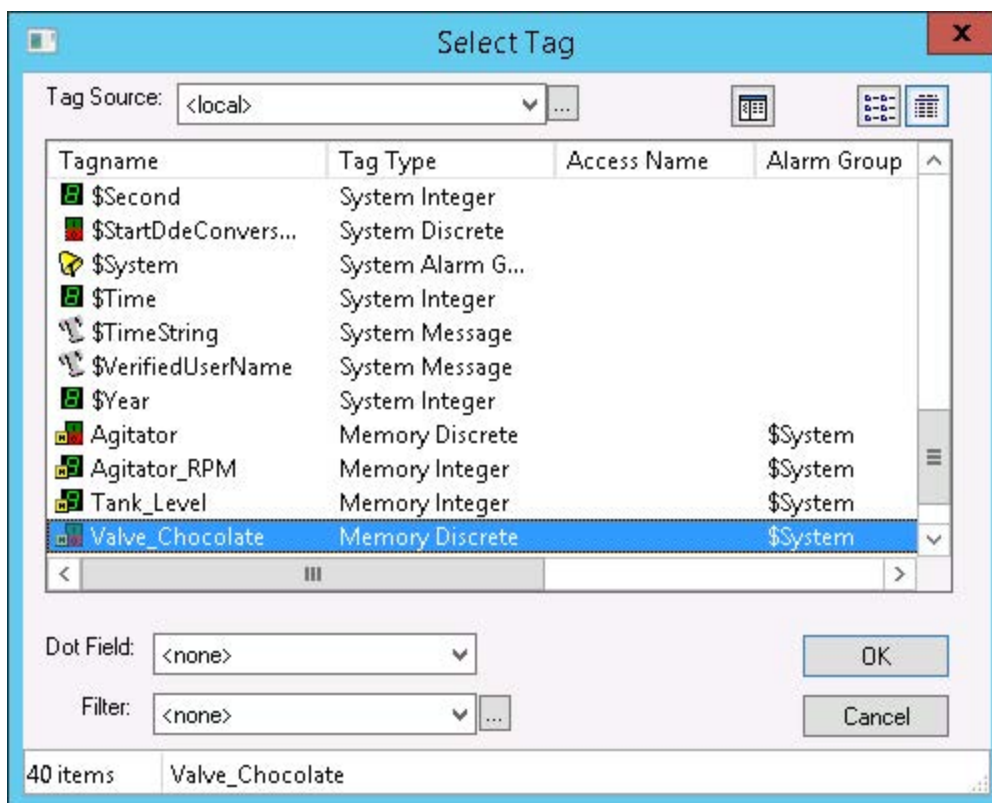 Select Tag
Tag Source: <local> ...
Tagname Tag Type Access Name Alarm Group
$Second System Integer
$StartDdeConvers... System Discrete
$System System Alarm G...
$Time System Integer
$TimeString System Message
$VerifiedUserName System Message
$Year System Integer
Agitator Memory Discrete $System
Agitator_RPM Memory Integer $System
Tank_Level Memory Integer $System
Valve_Chocolate Memory Discrete $System
Dot Field: <none> OK
Filter: <none> ... Cancel
40 items Valve_Chocolate